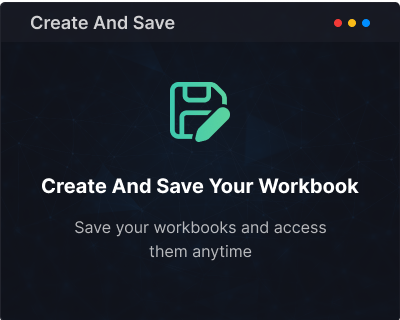 Create And Save
Create And Save Your Workbook
Save your workbooks and access
them anytime